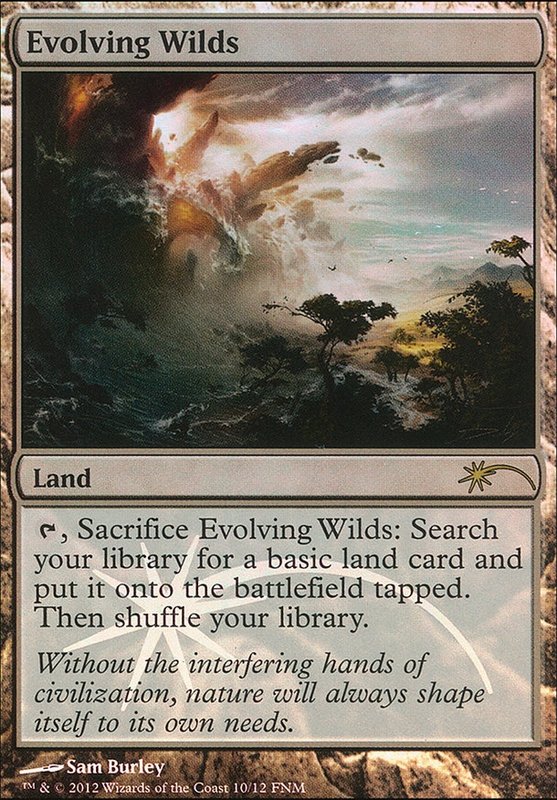 Evolving Wilds
Land
, Sacrifice Evolving Wilds: Search
your library for a basic land card and
put it onto the battlefield tapped.
Then shuffle your library.
Without the interfering hands of
civilization, nature will always shape
itself to its own needs.
Sam Burley
™ & © 2012 Wizards of the Coast 10/12 FNM